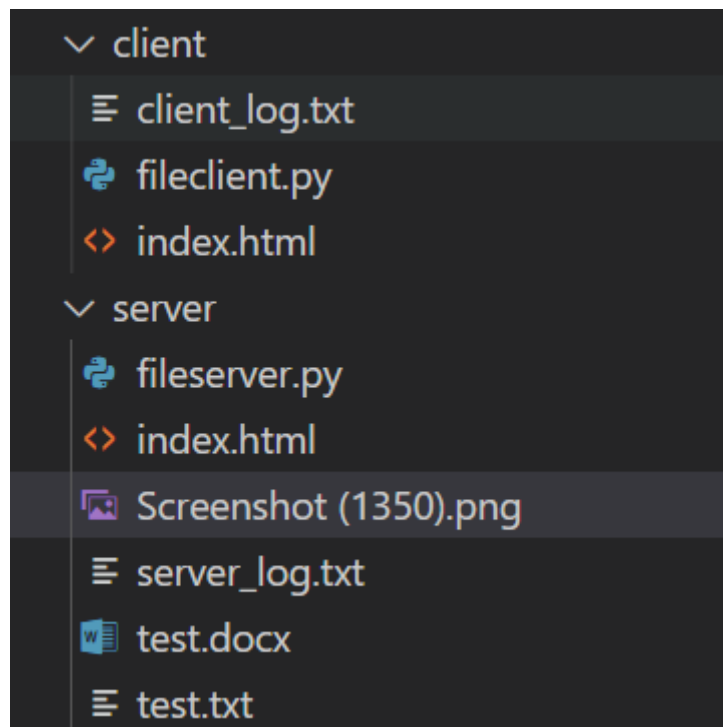 client
client_log.txt
fileclient.py
index.html
server
fileserver.py
index.html
Screenshot (1350).png
server_log.txt
test.docx
test.txt